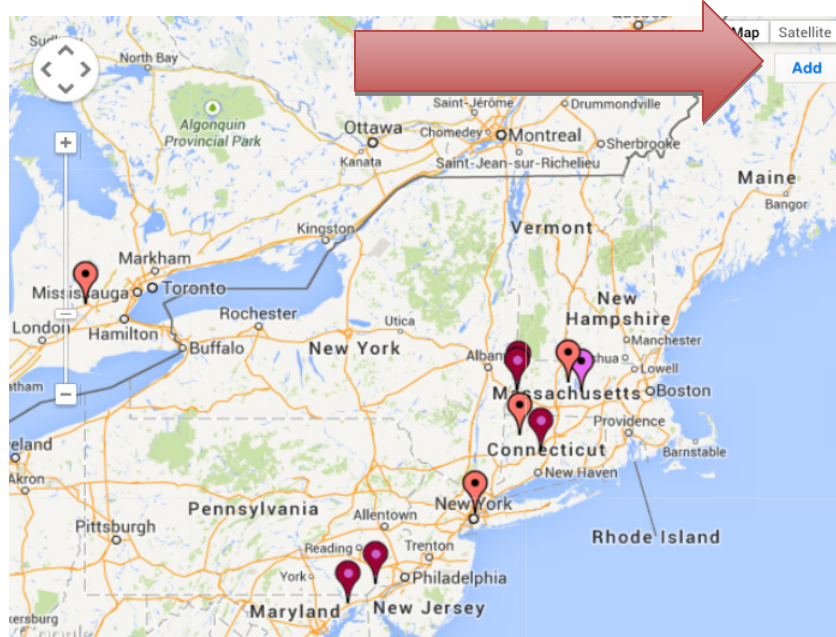 Map
Satellite
Add
North Bay
Algonquin
Provincial Park
Saint-Jérôme
Drummondville
Ottawa
Chomedey
Montreal
Kanata
Saint-Jean-sur-Richelieu
Sherbrooke
Maine
Bangor
Kingston
Vermont
Markham
Toronto
New
Hampshire
London
Hamilton
Rochester
Utica
Buffalo
New York
Manchester
Lowell
Massachusetts
Boston
Providence
Connecticut
Barnstable
New Haven
Akron
Pennsylvania
Allentown
New York
Pittsburgh
Rhode Island
Reading
Trenton
York
Philadelphia
Maryland
New Jersey